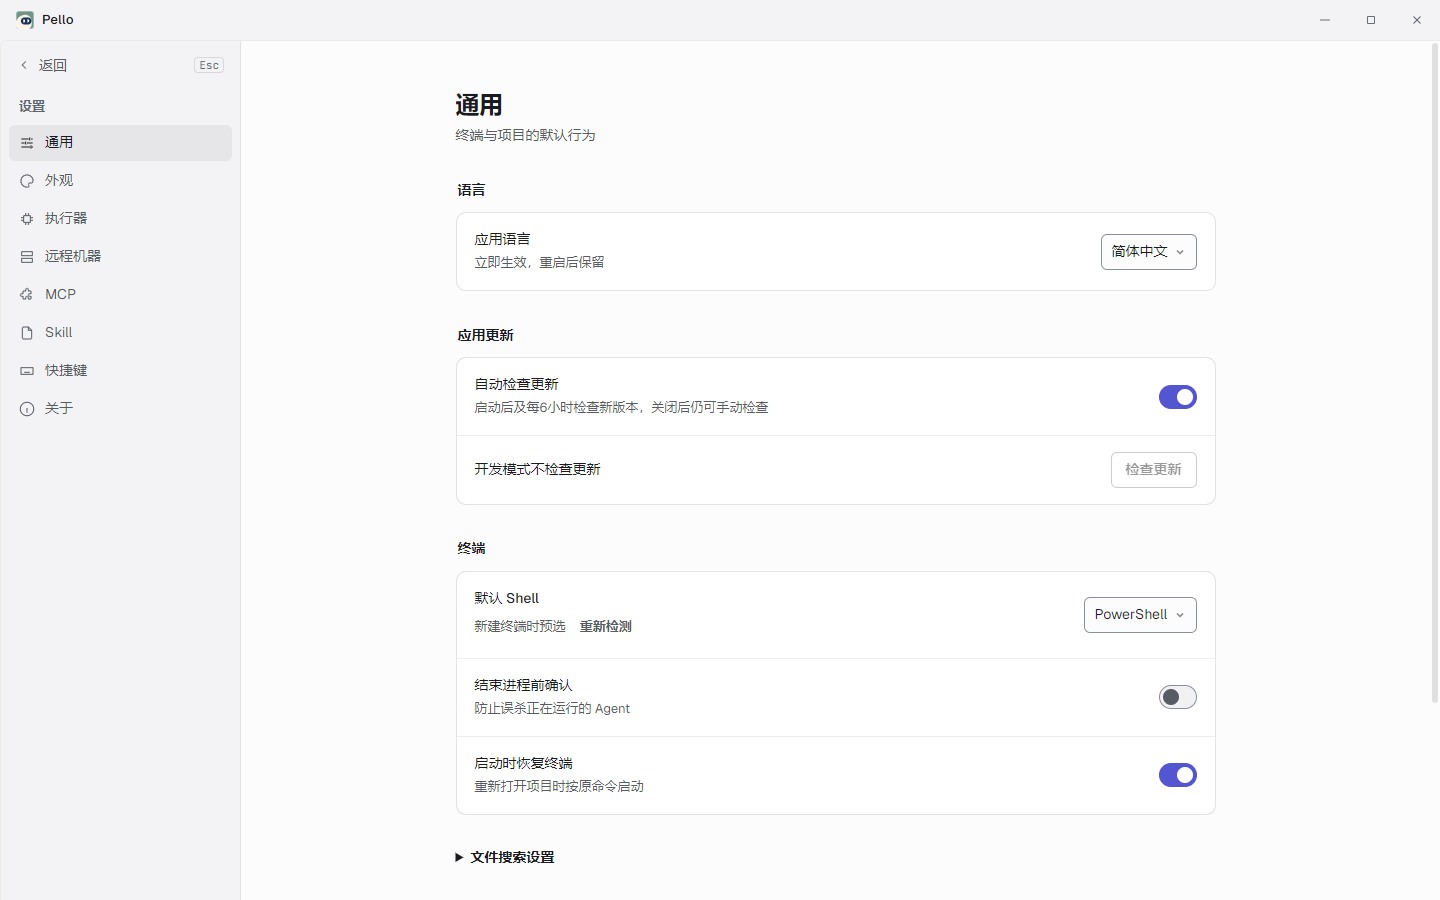 Pello
返回
Esc
设置
通用
外观
执行器
远程机器
MCP
Skill
快捷键
关于
通用
终端与项目的默认行为
语言
应用语言
立即生效，重启后保留
简体中文
应用更新
自动检查更新
启动后及每6小时检查新版本，关闭后仍可手动检查
开发模式不检查更新
检查更新
终端
默认 Shell
新建终端时预选 重新检测
PowerShell
结束进程前确认
防止误杀正在运行的 Agent
启动时恢复终端
重新打开项目时按原命令启动
文件搜索设置